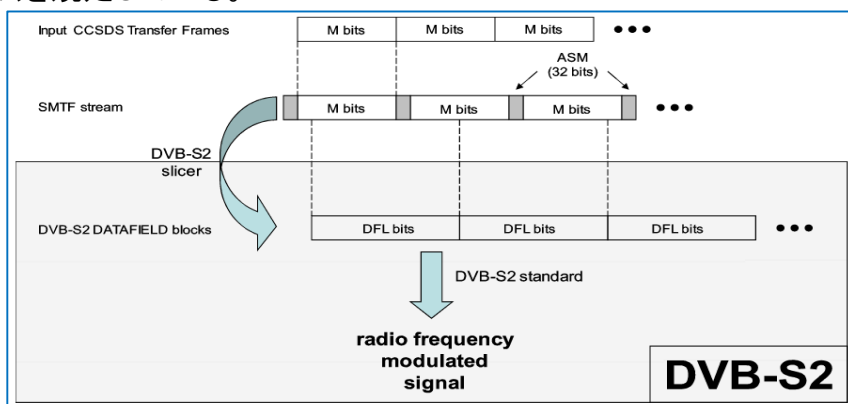 Input CCSDS Transfer Frames
M bits M bits M bits •••
ASM
(32 bits)
SMTF stream
M bits M bits M bits •••
DVB-S2
slicer
DVB-S2 DATAFIELD blocks
DFL bits DFL bits DFL bits •••
DVB-S2 standard
radio frequency
modulated
signal
DVB-S2